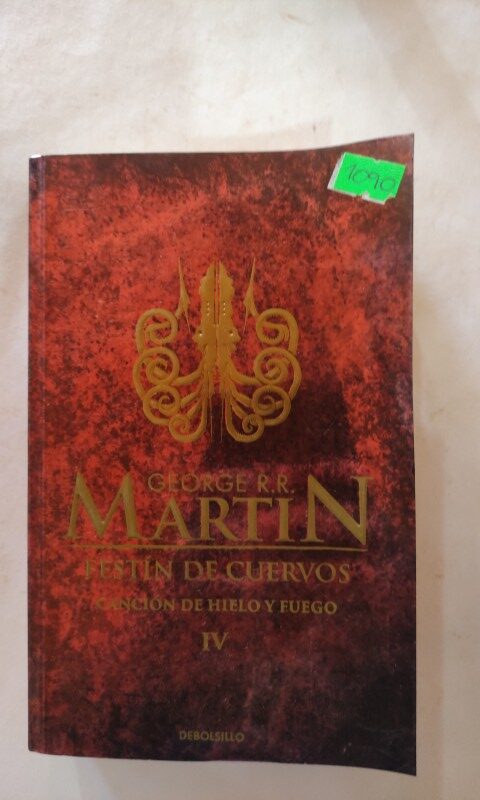 1090
GEORGE R.R.
MARTIN
FESTÍN DE CUERVOS
CANCIÓN DE HIELO Y FUEGO
IV
DEBOLSILLO